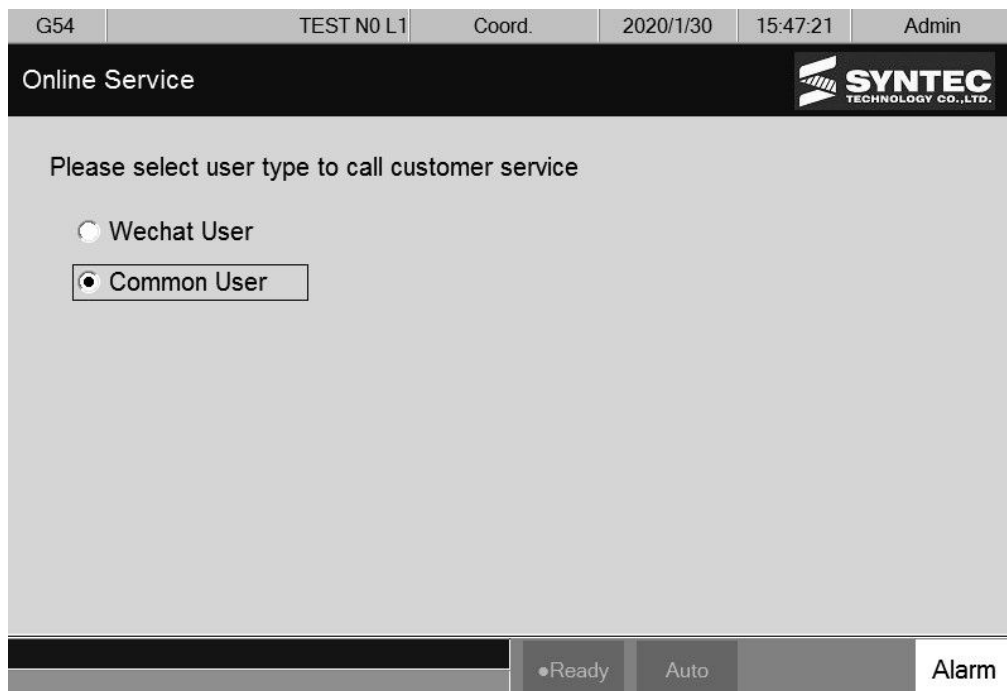 G54 TEST N0 L1 Coord. 2020/1/30 15:47:21 Admin
Online Service
SYNTEC
TECHNOLOGY CO.,LTD.
Please select user type to call customer service
Wechat User
Common User
●Ready Auto Alarm